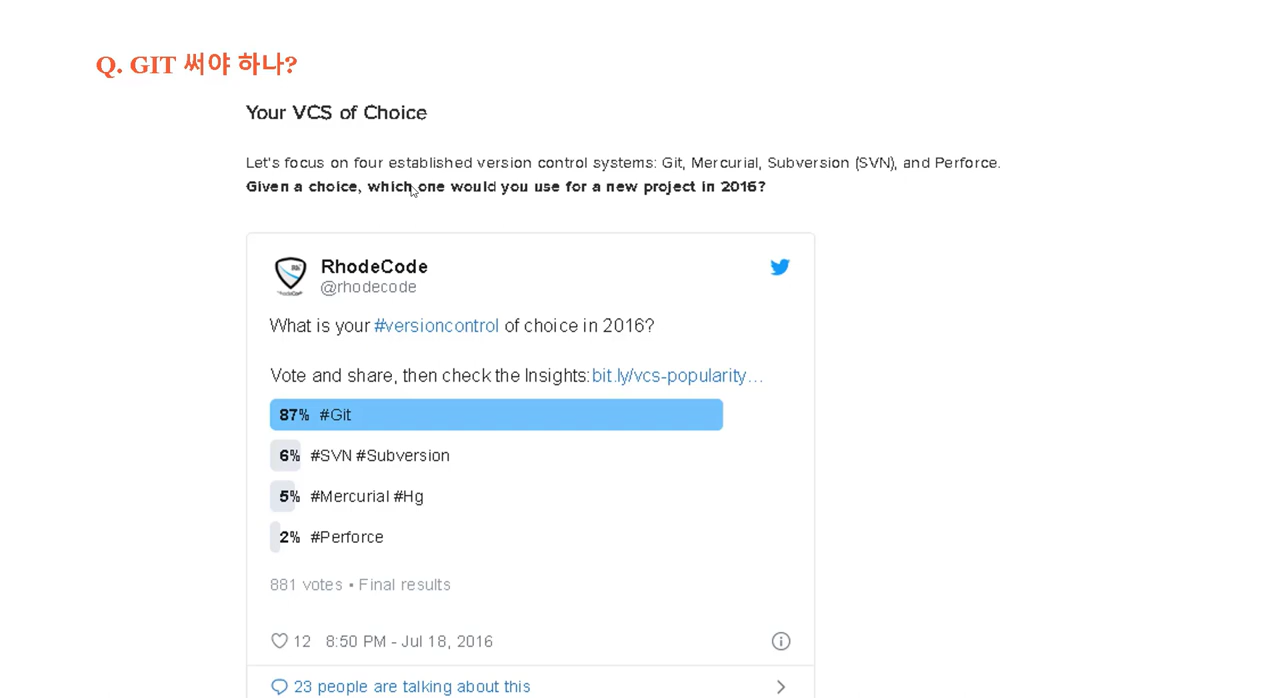 Q. GIT 써야 하나?
Your VCS of Choice
Let's focus on four established version control systems: Git, Mercurial, Subversion (SVN), and Perforce.
Given a choice, which one would you use for a new project in 2016?
RhodeCode
@rhodecode
What is your #versioncontrol of choice in 2016?
Vote and share, then check the Insights:bit.ly/vcs-popularity…
87% #Git
6% #SVN #Subversion
5% #Mercurial #Hg
2% #Perforce
881 votes • Final results
12 8:50 PM - Jul 18, 2016
23 people are talking about this